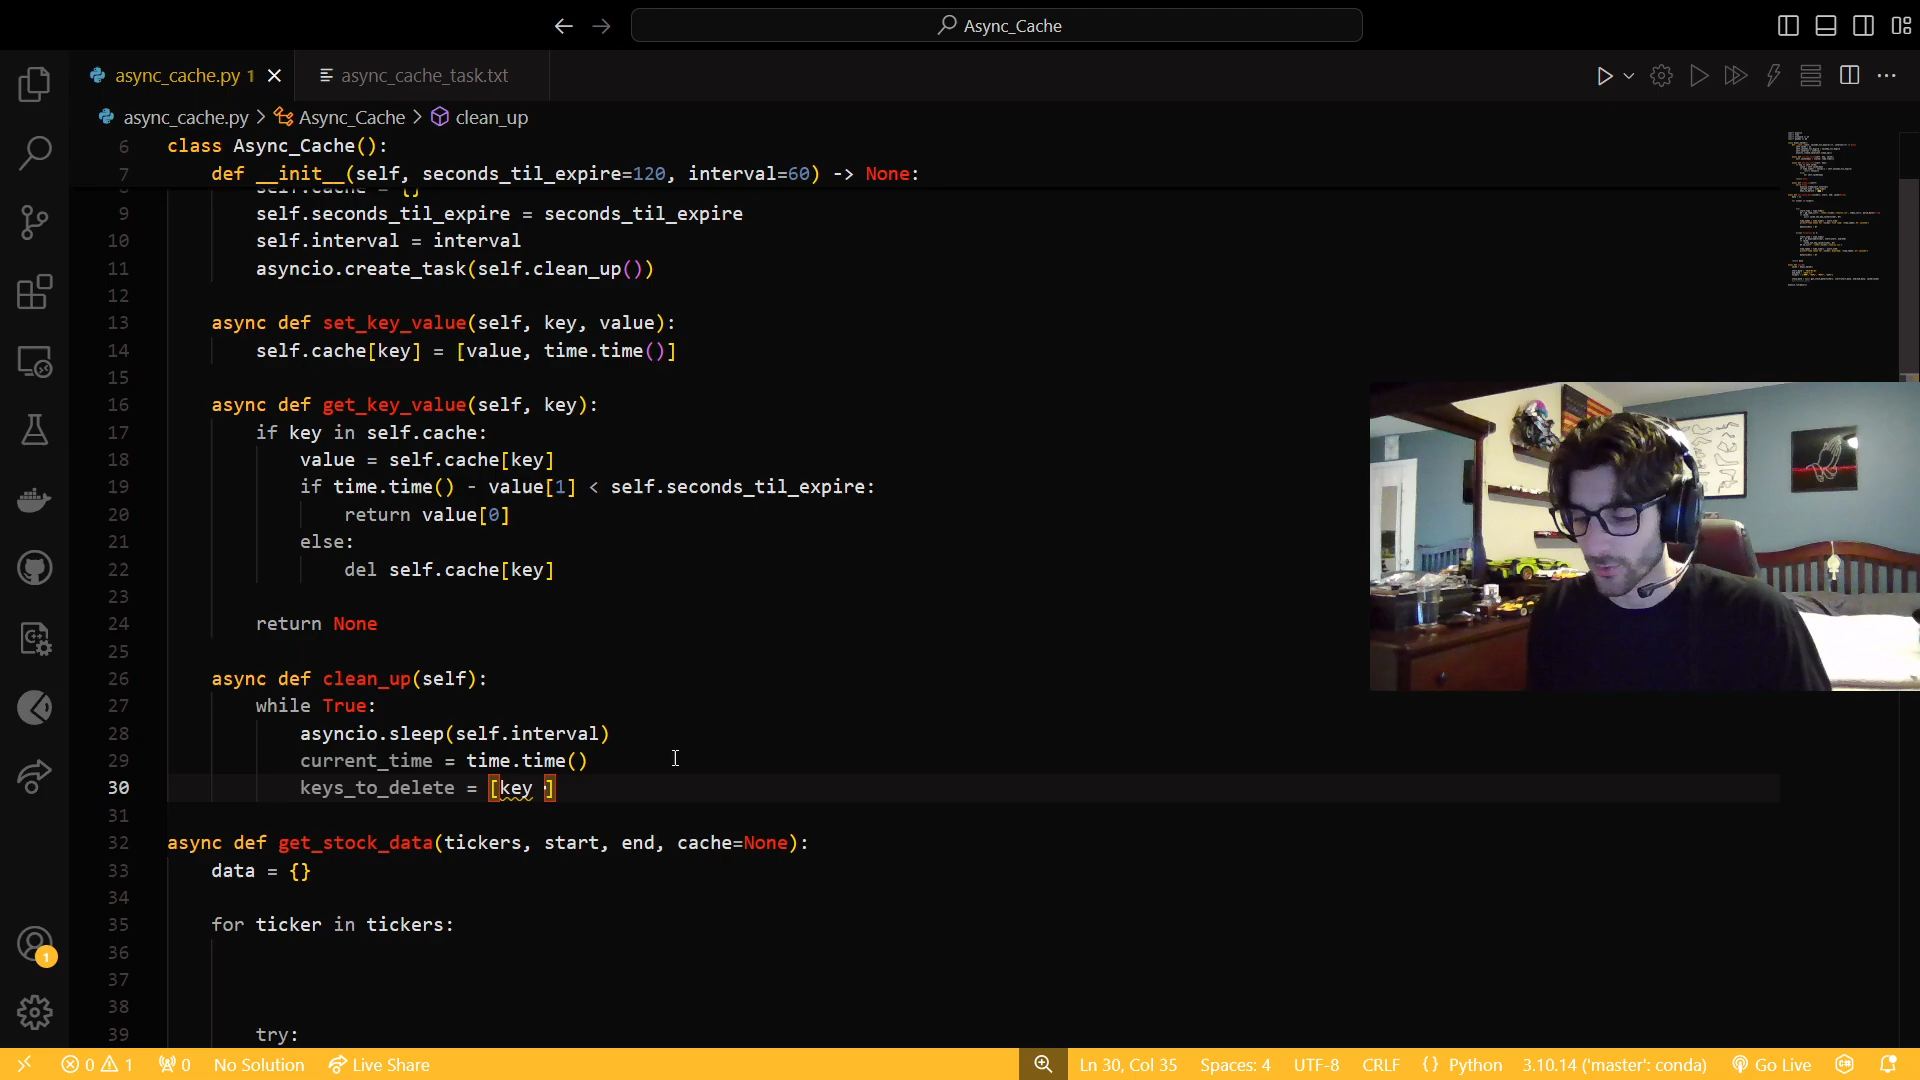 Async_Cache
async_cache.py 1
async_cache_task.txt
async_cache.py > Async_Cache > clean_up
6 class Async_Cache():
7 def __init__(self, seconds_til_expire=120, interval=60) -> None:
self.cache = {}
9 self.seconds_til_expire = seconds_til_expire
10 self.interval = interval
11 asyncio.create_task(self.clean_up())
12
13 async def set_key_value(self, key, value):
14 self.cache[key] = [value, time.time()]
15
16 async def get_key_value(self, key):
17 if key in self.cache:
18 value = self.cache[key]
19 if time.time() - value[1] < self.seconds_til_expire:
20 return value[0]
21 else:
22 del self.cache[key]
23
24 return None
25
26 async def clean_up(self):
27 while True:
28 asyncio.sleep(self.interval)
29 current_time = time.time()
30 keys_to_delete = [key ]
31
32 async def get_stock_data(tickers, start, end, cache=None):
33 data = {}
34
35 for ticker in tickers:
36
37
38
39 try:
1
0 1 0 No Solution Live Share Ln 30, Col 35 Spaces: 4 UTF-8 CRLF {} Python 3.10.14 ('master': conda) Go Live